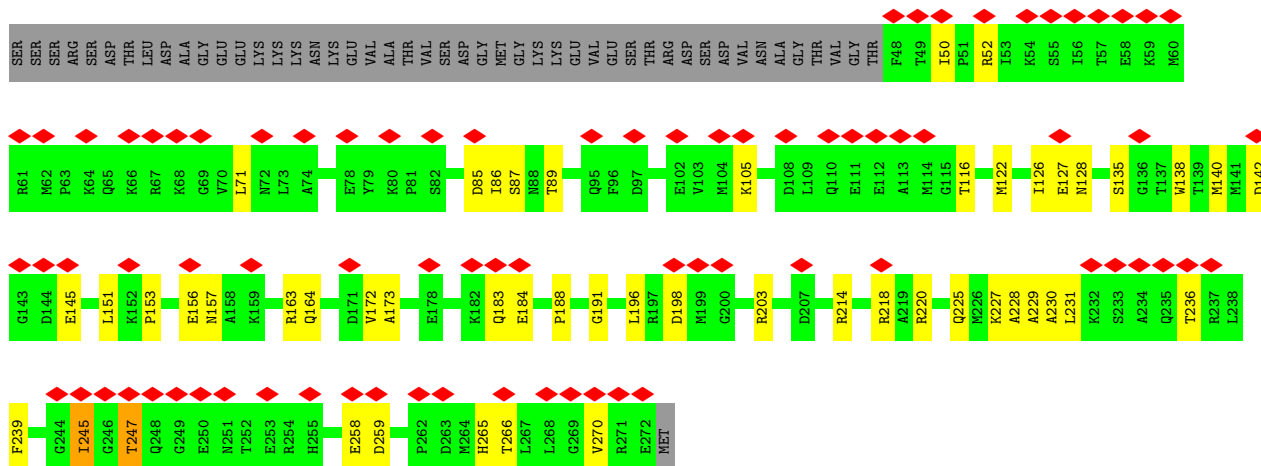 SER SER SER ARG SER ASP THR LEU ASP ALA GLY GLU GLU LYS LYS ASN LYS GLU VAL ALA THR VAL SER ASP GLY MET GLY LYS LYS GLU VAL GLU SER THR ARG ASP SER ASP VAL ASN ALA GLY THR VAL GLY THR F48 T49 I50 P51 R52 I53 K54 S55 I56 T57 E58 K59 M60
R61 M62 P63 K64 Q65 K66 R67 K68 G69 V70 L71 N72 L73 A74 E78 Y79 K80 P81 S82 D85 I86 S87 N88 T89 Q95 F96 D97 E102 V103 M104 K105 D108 L109 Q110 E111 E112 A113 M114 G115 T116 M122 T126 E127 N128 S135 G136 T137 W138 T139 M140 M141 D142
G143 D144 E145 L151 K152 P153 E156 N157 A158 K159 R163 Q164 D171 V172 A173 E178 K182 Q183 E184 P188 G191 L196 R197 D198 M199 G200 R203 D207 R214 R218 A219 R220 Q225 M226 K227 A228 A229 A230 L231 K232 S233 A234 Q235 T236 R237 L238
F239 G244 I245 G246 T247 Q248 G249 E250 N251 T252 E253 R254 H255 E258 D259 P262 D263 M264 H265 T266 L267 L268 G269 V270 R271 E272 MET